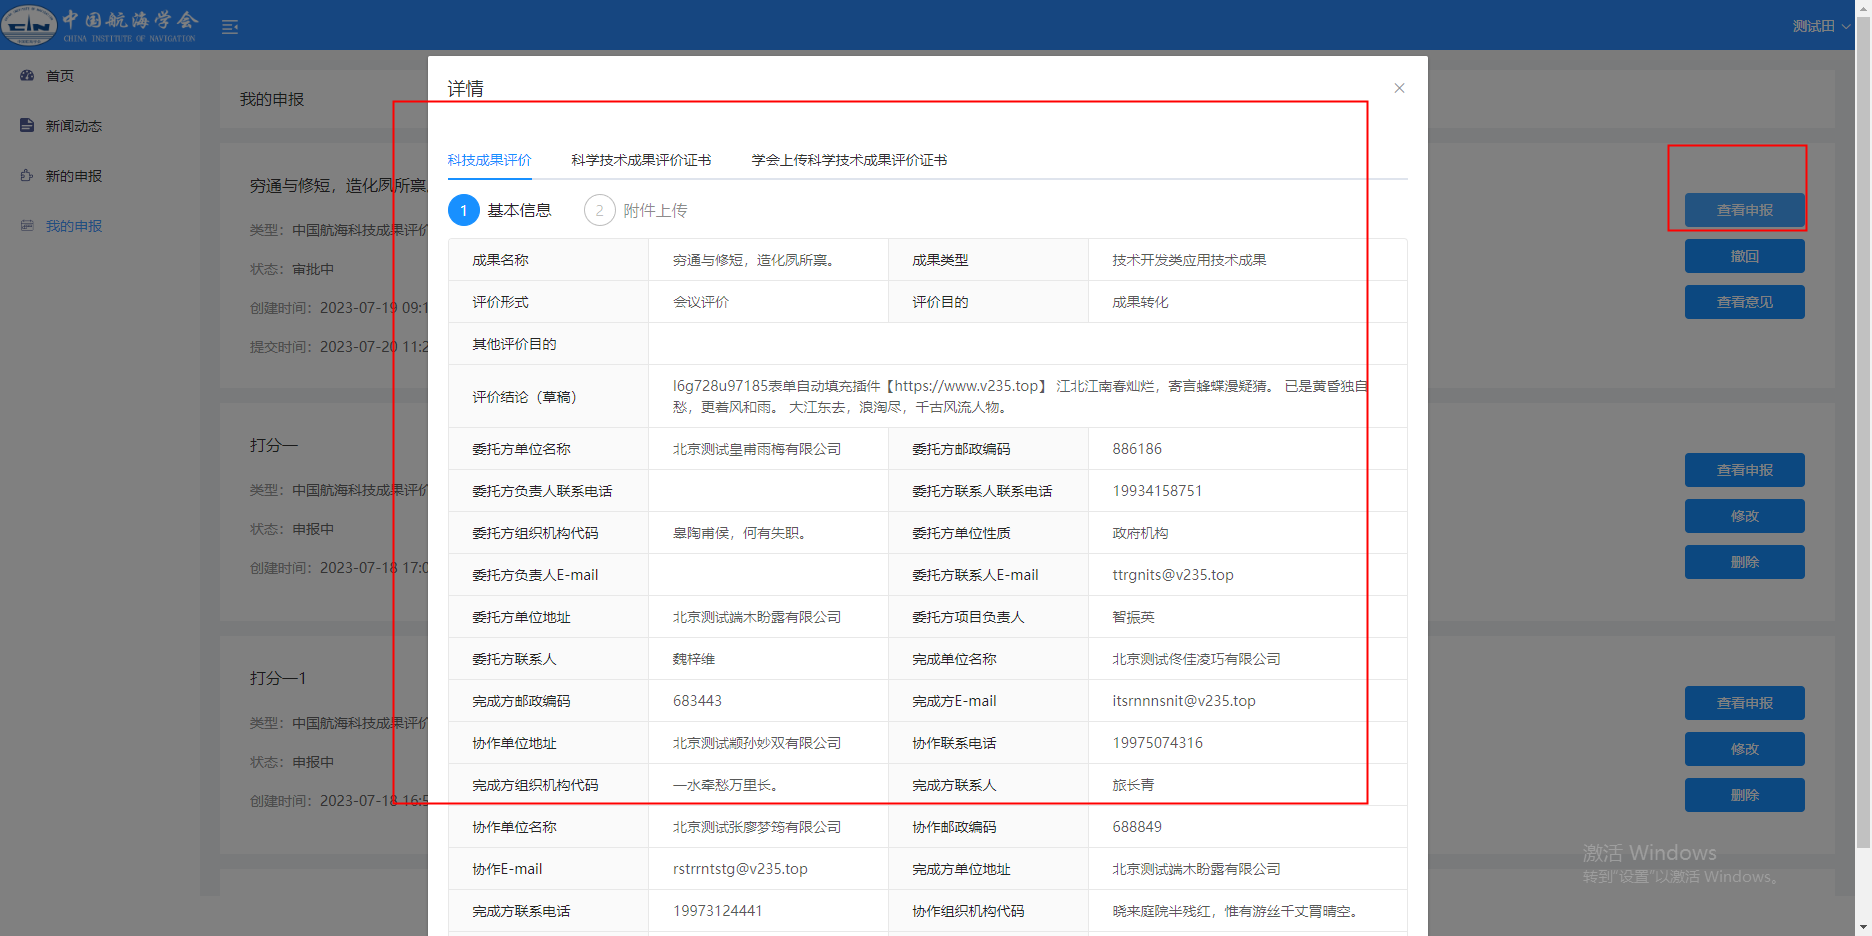 中国航海学会
CHINA INSTITUTE OF NAVIGATION
测试田
首页
新闻动态
新的申报
我的申报
我的申报
穷通与修短，造化夙所禀
类型：中国航海科技成果评价
状态：审批中
创建时间：2023-07-19 09:1
提交时间：2023-07-20 11:2
查看申报
撤回
查看意见
打分一
类型：中国航海科技成果评价
状态：申报中
创建时间：2023-07-18 17:0
查看申报
修改
删除
打分一1
类型：中国航海科技成果评价
状态：申报中
创建时间：2023-07-18 16:5
查看申报
修改
删除
详情
科技成果评价 科学技术成果评价证书 学会上传科学技术成果评价证书
1 基本信息 2 附件上传
成果名称 穷通与修短，造化夙所禀。 成果类型 技术开发类应用技术成果
评价形式 会议评价 评价目的 成果转化
其他评价目的
评价结论（草稿） l6g728u97185表单自动填充插件【https://www.v235.top】 江北江南春灿烂，寄言蜂蝶漫疑猜。 已是黄昏独自
愁，更着风和雨。 大江东去，浪淘尽，千古风流人物。
委托方单位名称 北京测试皇甫雨梅有限公司 委托方邮政编码 886186
委托方负责人联系电话 委托方联系人联系电话 19934158751
委托方组织机构代码 皋陶甫侯，何有失职。 委托方单位性质 政府机构
委托方负责人E-mail 委托方联系人E-mail ttrgnits@v235.top
委托方单位地址 北京测试端木盼露有限公司 委托方项目负责人 智振英
委托方联系人 魏梓维 完成单位名称 北京测试佟佳凌巧有限公司
完成方邮政编码 683443 完成方E-mail itsrnnnsnit@v235.top
协作单位地址 北京测试颛孙妙双有限公司 协作联系电话 19975074316
完成方组织机构代码 一水牵愁万里长。 完成方联系人 旅长青
协作单位名称 北京测试张廖梦筠有限公司 协作邮政编码 688849
协作E-mail rstrrntstg@v235.top 完成方单位地址 北京测试端木盼露有限公司
完成方联系电话 19973124441 协作组织机构代码 晓来庭院半残红，惟有游丝千丈罥晴空。
激活 Windows
转到"设置"以激活 Windows。